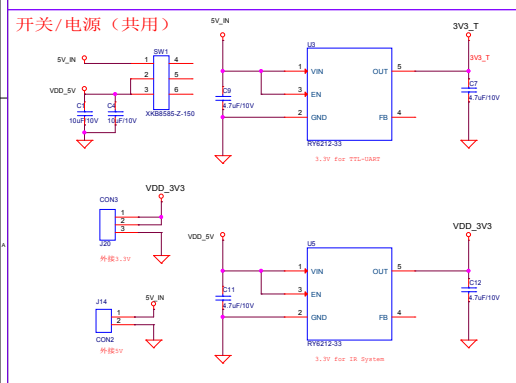 开关/电源（共用）
5V_IN
3V3_T
SW1
5V_IN
1
4
2
5
3
6
VDD_5V
C1
10uF/10V
C4
10uF/10V
XKB8585-Z-150
U3
1
VIN
OUT
5
3V3_T
3
EN
C9
4.7uF/10V
C7
4.7uF/10V
2
GND
FB
4
RY6212-33
3.3V for TTL-UART
VDD_3V3
CON3
1
2
3
J20
外接3.3V
VDD_5V
VDD_3V3
U5
1
VIN
OUT
5
3
EN
C11
4.7uF/10V
C12
4.7uF/10V
2
GND
FB
4
RY6212-33
3.3V for IR System
J14
5V_IN
1
2
CON2
外接5V
A